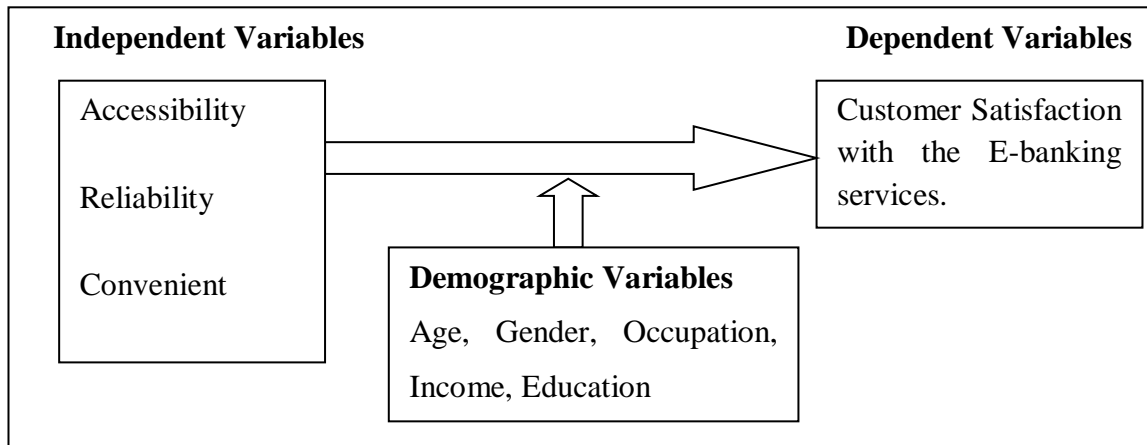 Independent Variables
Dependent Variables
Accessibility
Reliability
Convenient
Customer Satisfaction
with the E-banking
services.
Demographic Variables
Age, Gender, Occupation,
Income, Education